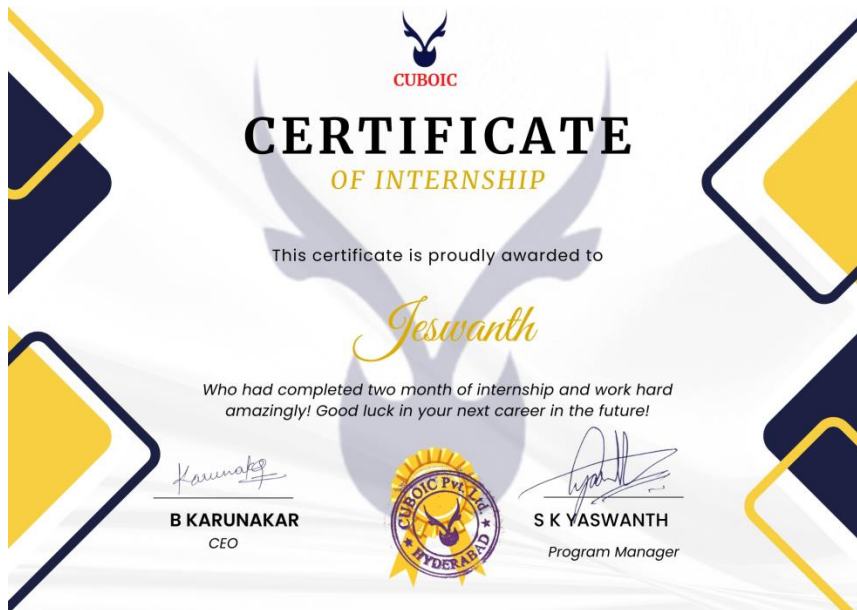 CUBOIC
CERTIFICATE
OF INTERNSHIP
This certificate is proudly awarded to
Jeswanth
Who had completed two month of internship and work hard
amazingly! Good luck in your next career in the future!
Karunakar
B KARUNAKAR
CEO
CUBOIC Pvt. Ltd.
HYDERABAD
S K YASWANTH
Program Manager